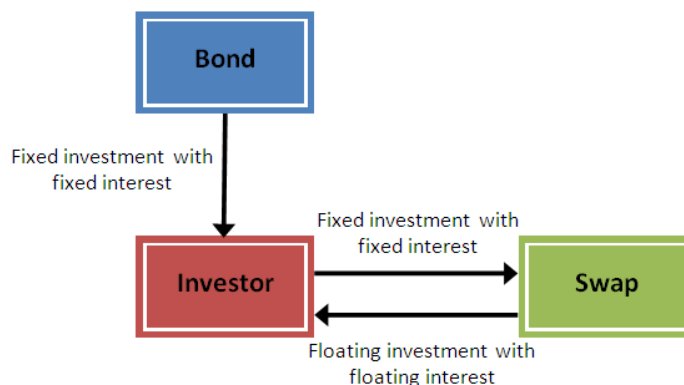 Bond
Fixed investment with
fixed interest
Fixed investment with
fixed interest
Investor
Swap
Floating investment with
floating interest